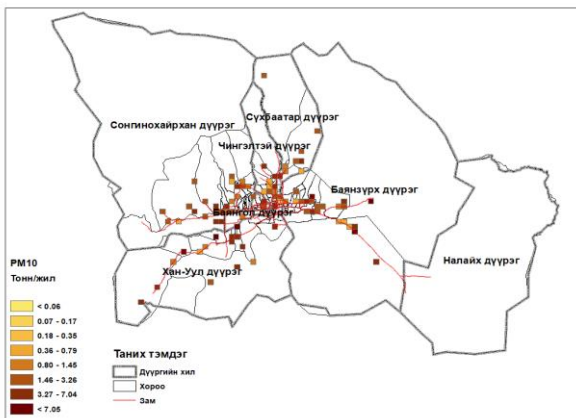 Сүхбаатар дүүрэг
Сонгинохайрхан дүүрэг
Чингэлтэй дүүрэг
Баянзүрх дүүрэг
Баянгол дүүрэг
Налайх дүүрэг
Хан-Уул дүүрэг
PM10
Тонн/жил
< 0.06
0.07 - 0.17
0.18 - 0.35
0.36 - 0.79
0.80 - 1.45
1.46 - 3.26
3.27 - 7.04
< 7.05
Таних тэмдэг
Дүүргийн хил
Хороо
Зам